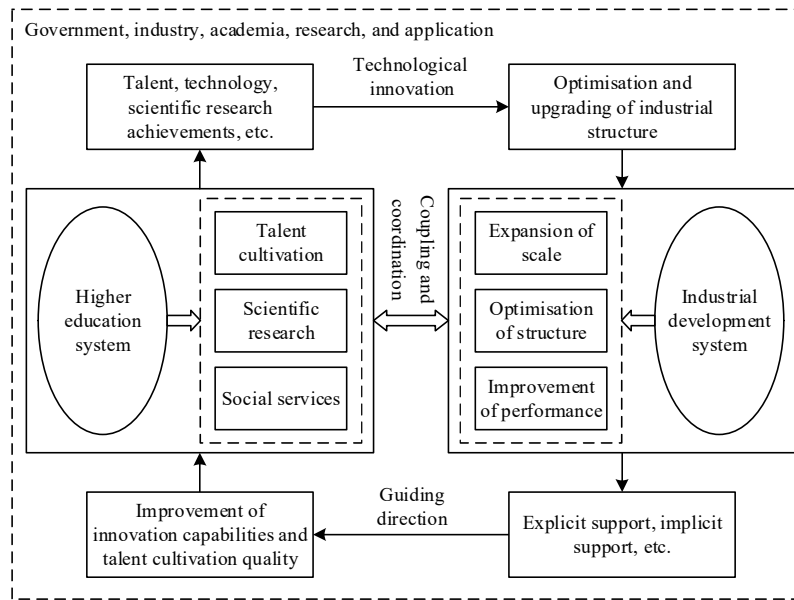 Government, industry, academia, research, and application
Talent, technology,
scientific research
achievements, etc.
Technological
innovation
Optimisation and
upgrading of industrial
structure
Higher
education
system
Talent
cultivation
Scientific
research
Social services
Coupling and
coordination
Expansion of
scale
Optimisation
of structure
Improvement
of performance
Industrial
development
system
Improvement of
innovation capabilities and
talent cultivation quality
Guiding
direction
Explicit support, implicit
support, etc.